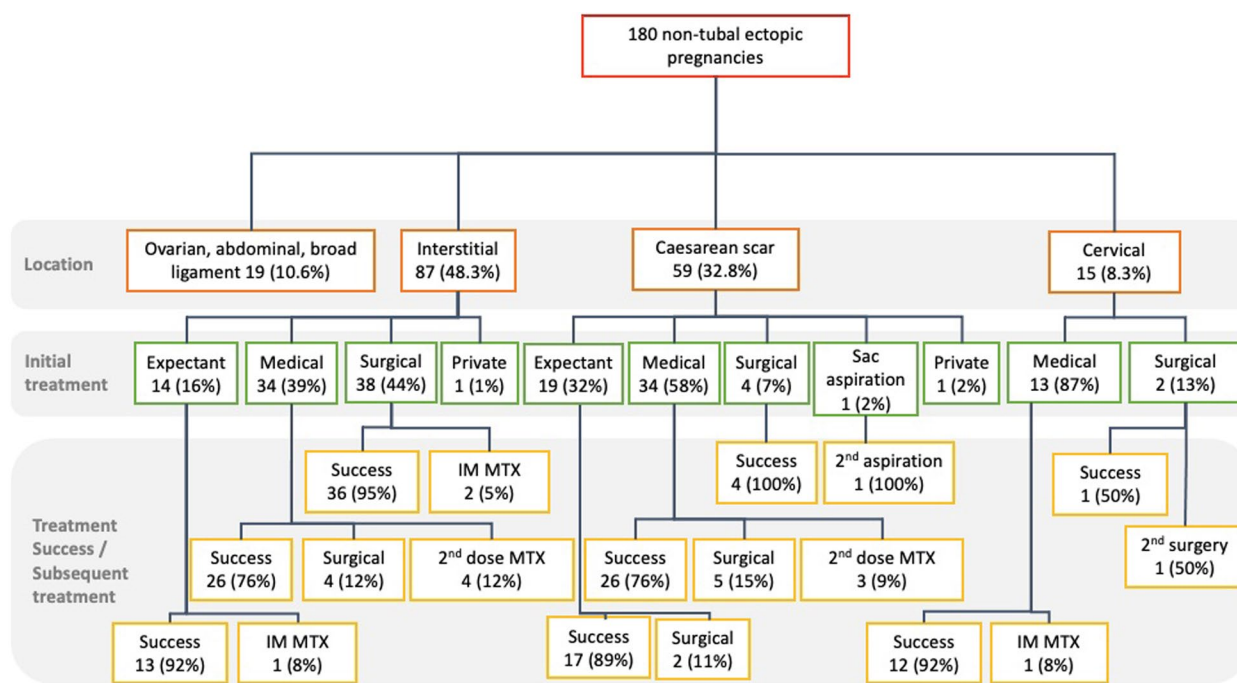 180 non-tubal ectopic
pregnancies
Location
Ovarian, abdominal, broad
ligament 19 (10.6%)
Interstitial
87 (48.3%)
Caesarean scar
59 (32.8%)
Cervical
15 (8.3%)
Initial
treatment
Expectant
14 (16%)
Medical
34 (39%)
Surgical
38 (44%)
Private
1 (1%)
Expectant
19 (32%)
Medical
34 (58%)
Surgical
4 (7%)
Sac
aspiration
1 (2%)
Private
1 (2%)
Medical
13 (87%)
Surgical
2 (13%)
Treatment
Success /
Subsequent
treatment
Success
36 (95%)
IM MTX
2 (5%)
Success
4 (100%)
2nd aspiration
1 (100%)
Success
1 (50%)
Success
26 (76%)
Surgical
4 (12%)
2nd dose MTX
4 (12%)
Success
26 (76%)
Surgical
5 (15%)
2nd dose MTX
3 (9%)
2nd surgery
1 (50%)
Success
13 (92%)
IM MTX
1 (8%)
Success
17 (89%)
Surgical
2 (11%)
Success
12 (92%)
IM MTX
1 (8%)